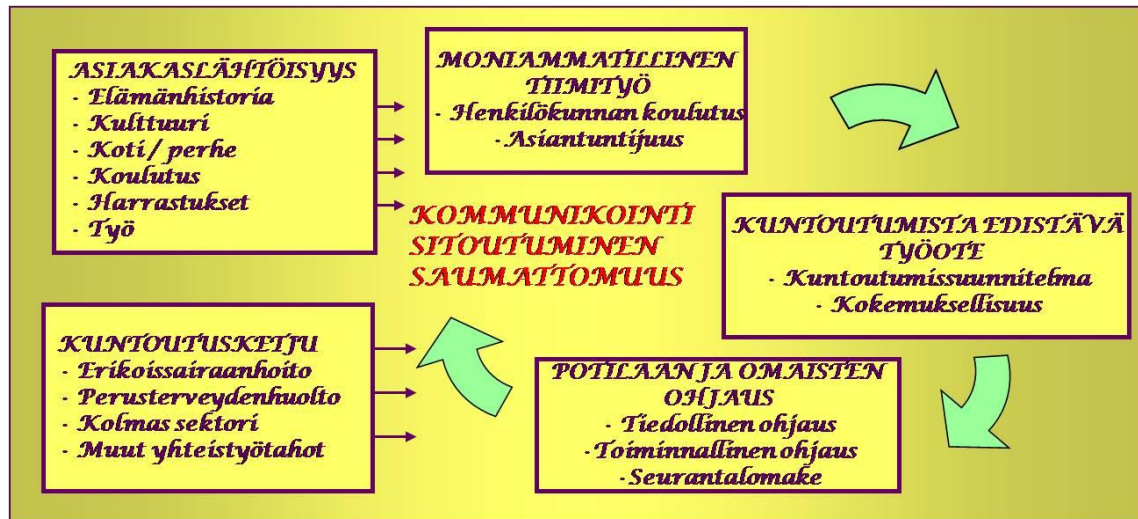 ASIAKASLÄHTÖISYYS
- Elämänhistoria
- Kulttuuri
- Koti / perhe
- Koulutus
- Harrastukset
- Työ
MONIAMMATILLINEN
TIIMITYÖ
- Henkilökunnan koulutus
- Asiantuntijuus
KOMMUNIKOINTI
SITOUTUMINEN
SAUMATTOMUUS
KUNTOUTUMISTA EDISTÄVÄ
TYÖOTE
- Kuntoutumissuunnitelma
- Kokemuksellisuus
KUNTOUTUSKETJU
- Erikoissairaanhoito
- Perusterveydenhuolto
- Kolmas sektori
- Muut yhteistyötahot
POTILAAN JA OMAISTEN
OHJAUS
- Tiedollinen ohjaus
- Toiminnallinen ohjaus
- Seurantalomake